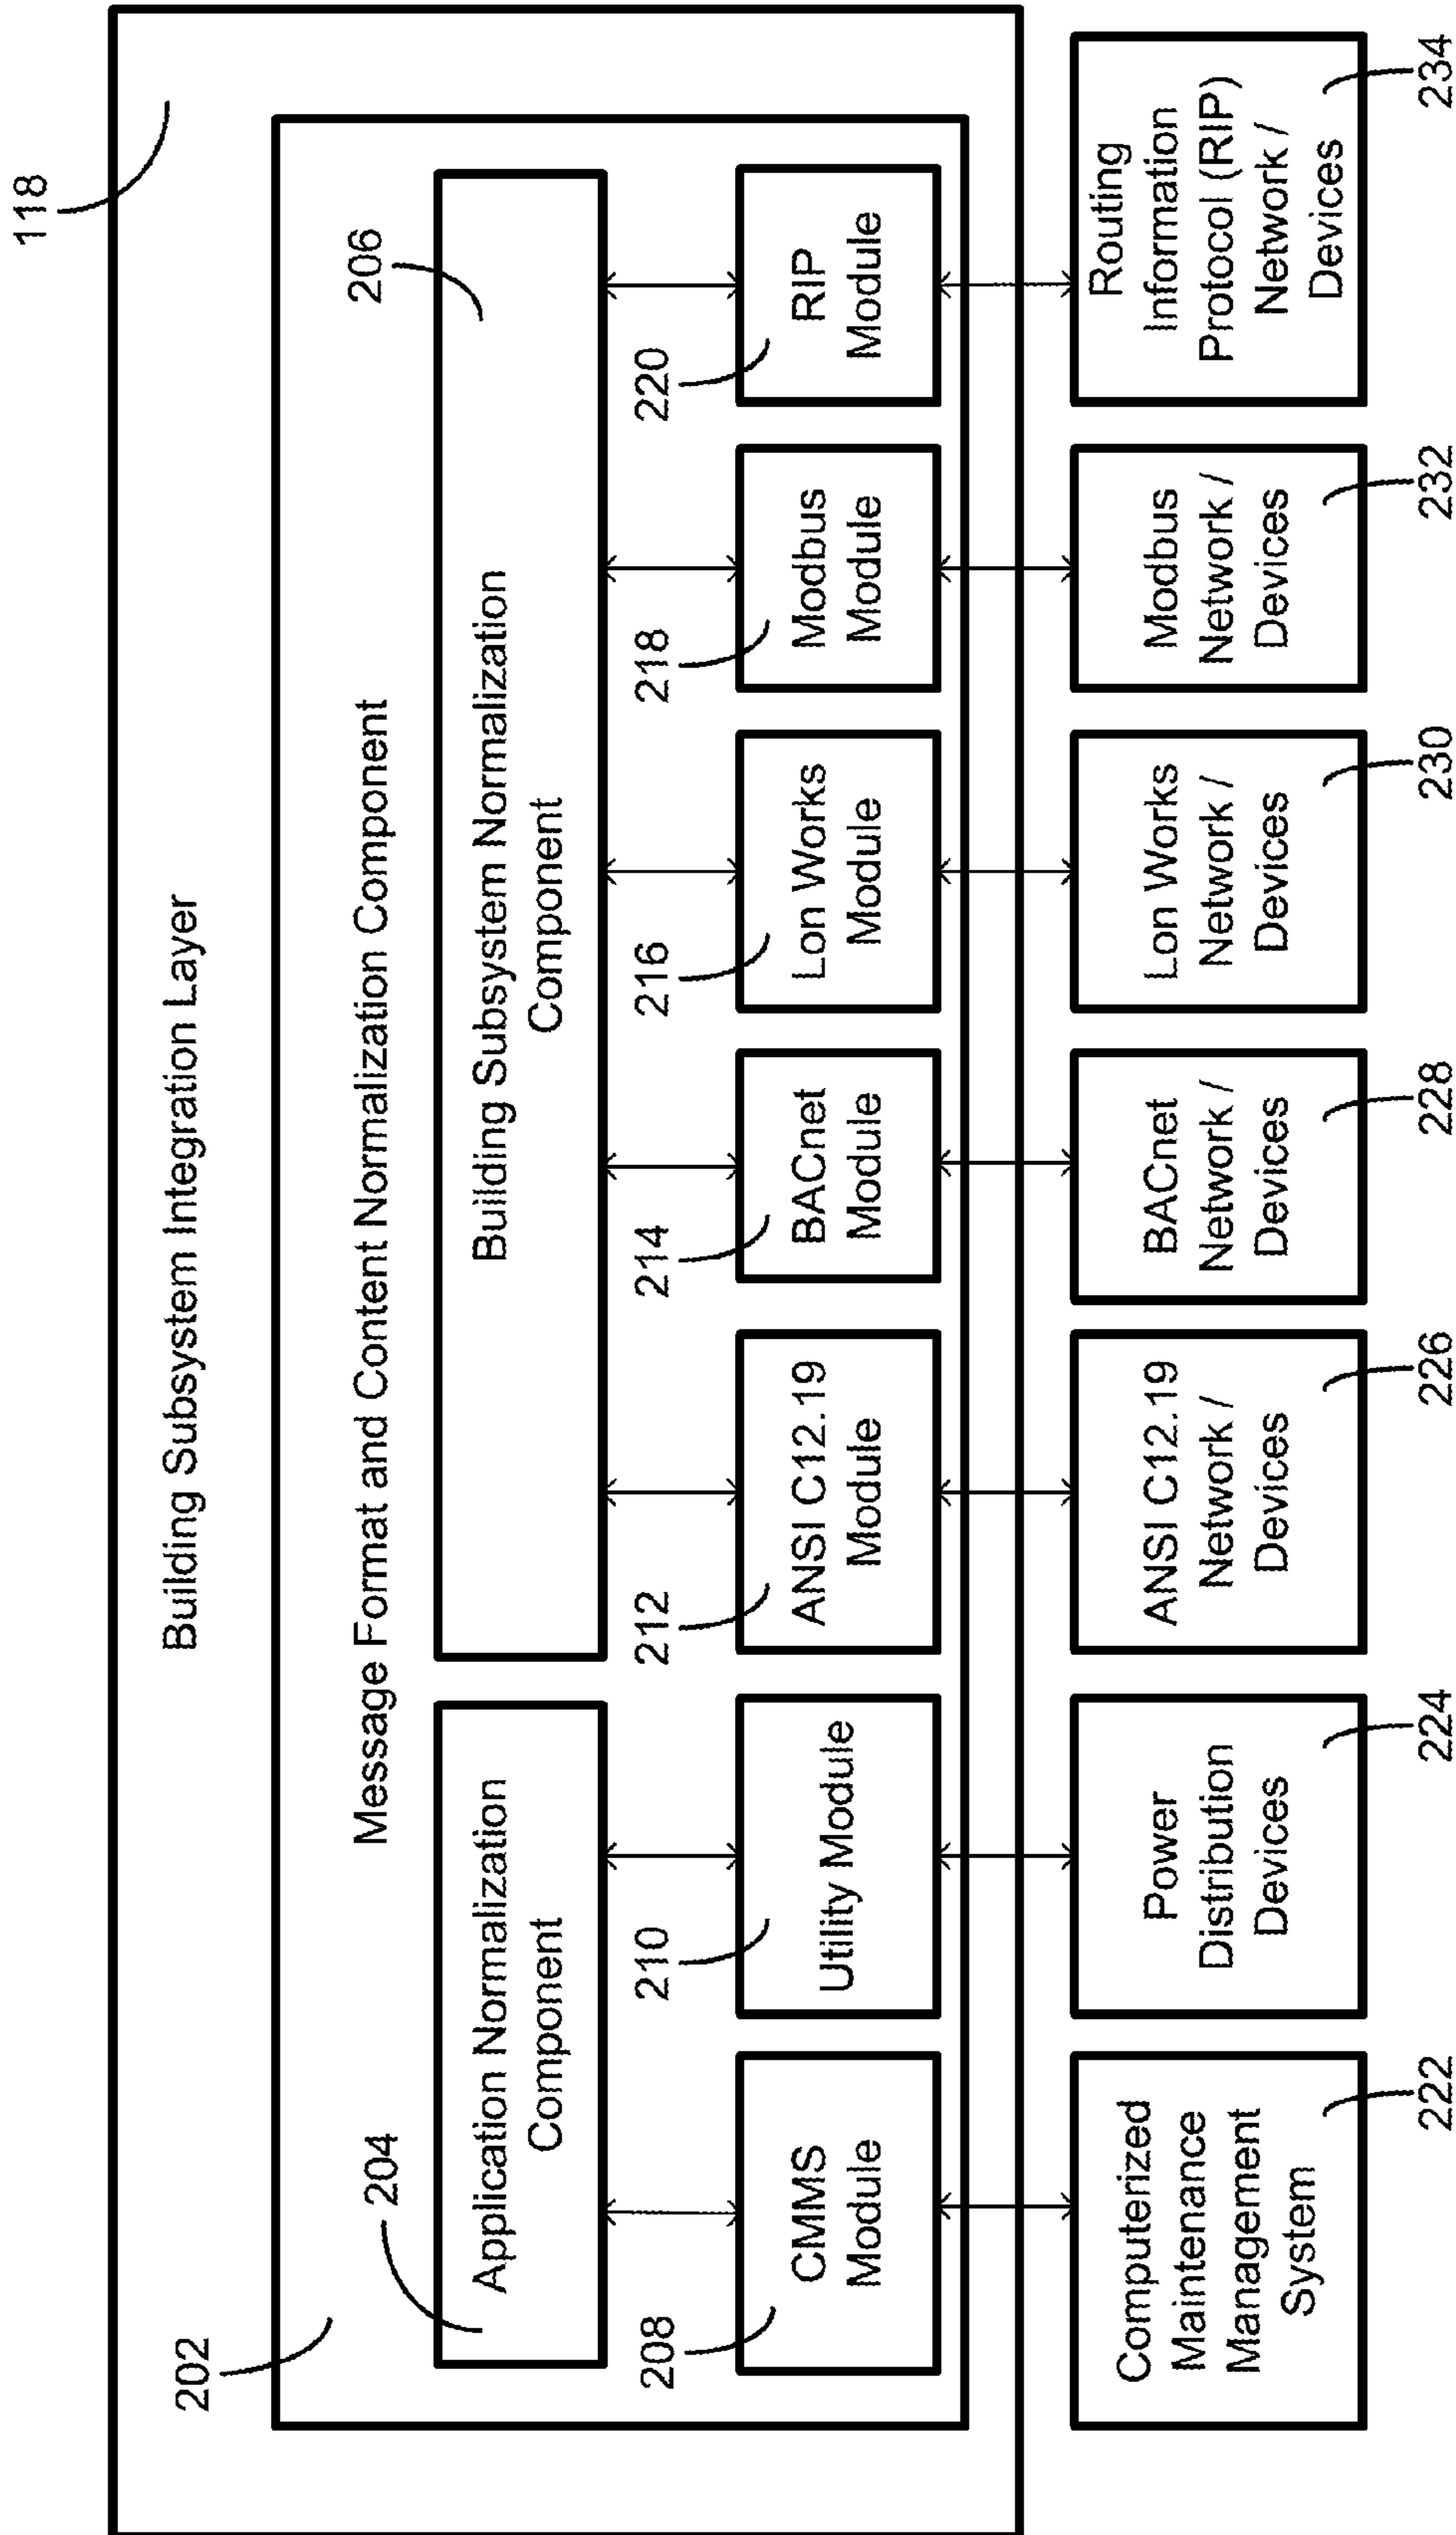 118
Building Subsystem Integration Layer
202
Message Format and Content Normalization Component
204
Application Normalization
Component
206
Building Subsystem Normalization
Component
208
CMMS
Module
210
Utility Module
212
ANSI C12.19
Module
214
BACnet
Module
216
Lon Works
Module
218
Modbus
Module
220
RIP
Module
Computerized
Maintenance
Management
System
222
Power
Distribution
Devices
224
ANSI C12.19
Network /
Devices
226
BACnet
Network /
Devices
228
Lon Works
Network /
Devices
230
Modbus
Network /
Devices
232
Routing
Information
Protocol (RIP)
Network /
Devices
234